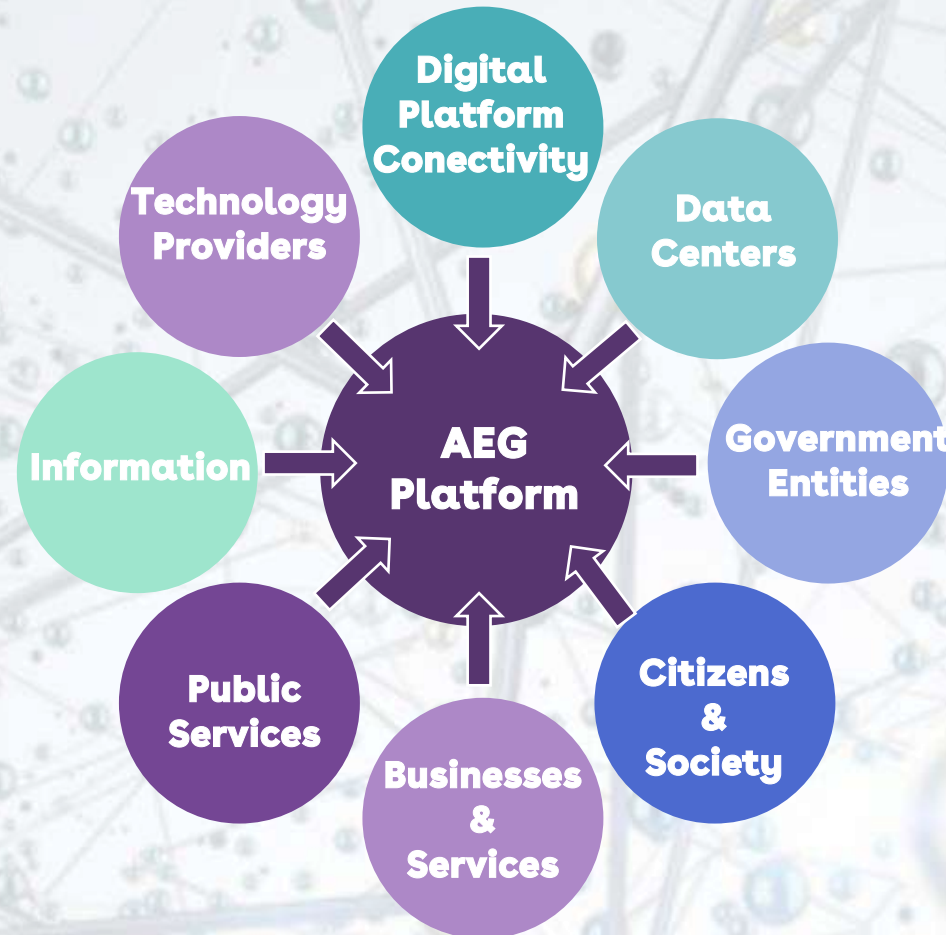 Digital
Platform
Conectivity
Technology
Providers
Data
Centers
AEG
Platform
Government
Entities
Information
Public
Services
Citizens
&
Society
Businesses
&
Services